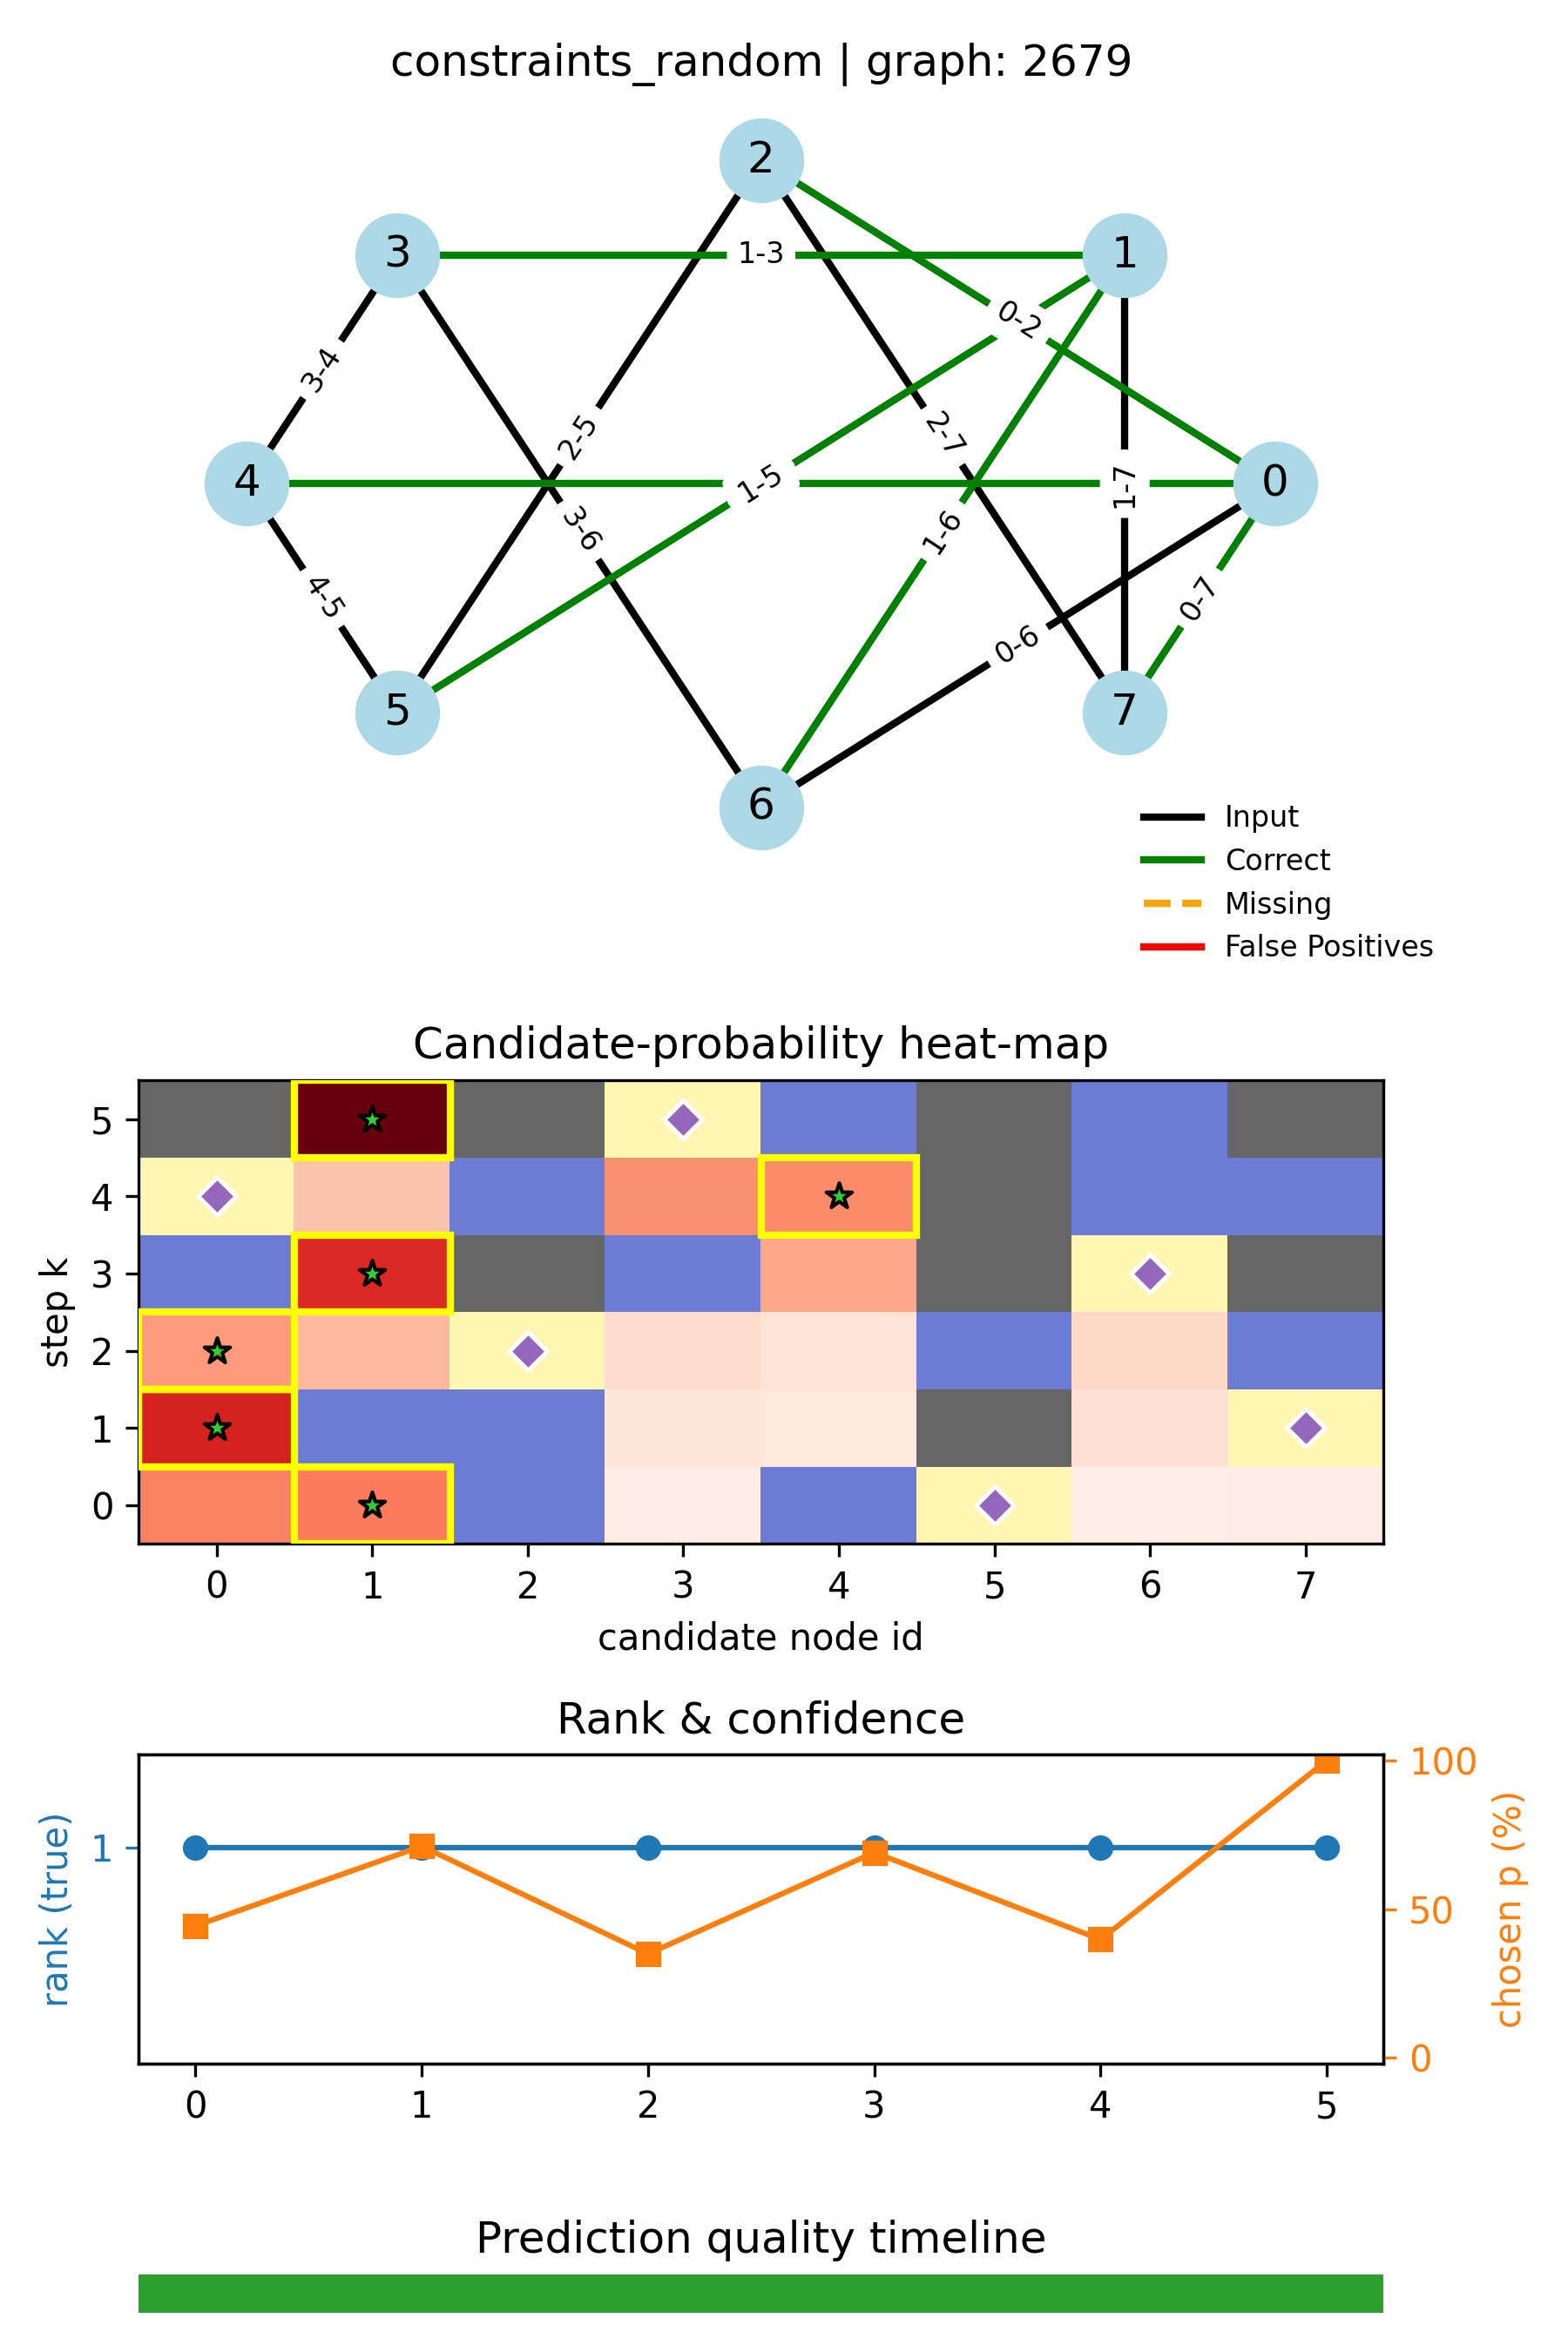 constraints_random | graph: 2679
2
3
1
1-3
0-2
3-4
2-5
2-7
4
1-5
1-7
0
3-6
1-6
4-5
0-7
0-6
5
7
6
Input
Correct
Missing
False Positives
Candidate-probability heat-map
step k
5
4
3
2
1
0
0 1 2 3 4 5 6 7
candidate node id
Rank & confidence
rank (true)
1
100
50
0
chosen p (%)
0 1 2 3 4 5
Prediction quality timeline